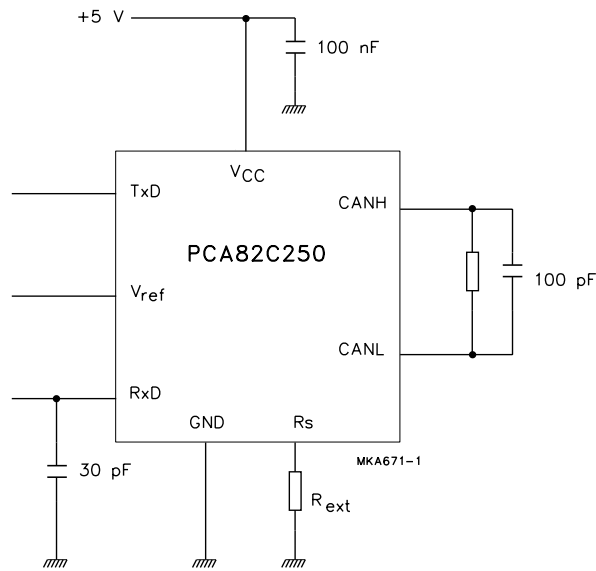 +5 V
100 nF
VCC
TxD
CANH
PCA82C250
100 pF
Vref
CANL
RxD
GND
Rs
MKA671-1
30 pF
Rext